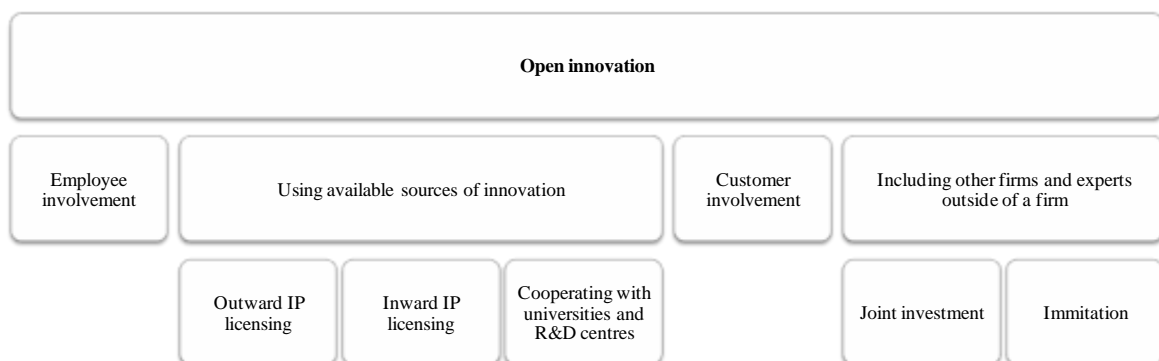 Open innovation
Employee
involvement
Using available sources of innovation
Customer
involvement
Including other firms and experts
outside of a firm
Outward IP
licensing
Inward IP
licensing
Cooperating with
universities and
R&D centres
Joint investment
Immitation